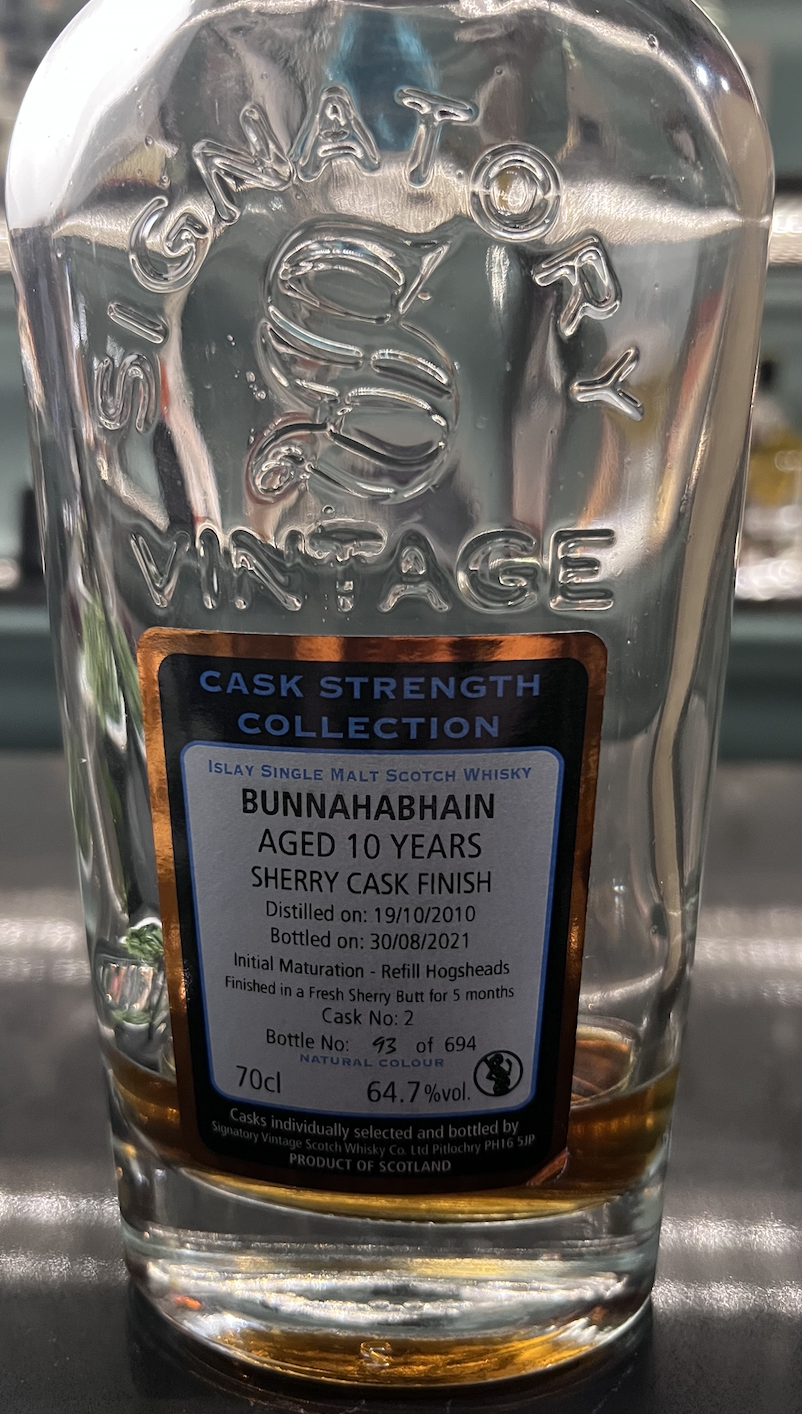 SIGNATORY
VINTAGE
CASK STRENGTH
COLLECTION
ISLAY SINGLE MALT SCOTCH WHISKY
BUNNAHABHAIN
AGED 10 YEARS
SHERRY CASK FINISH
Distilled on: 19/10/2010
Bottled on: 30/08/2021
Initial Maturation - Refill Hogsheads
Finished in a Fresh Sherry Butt for 5 months
Cask No: 2
Bottle No: 93 of 694
NATURAL COLOUR
70cl 64.7%vol.
Casks individually selected and bottled by
Signatory Vintage Scotch Whisky Co. Ltd Pitlochry PH16 5JP
PRODUCT OF SCOTLAND
S